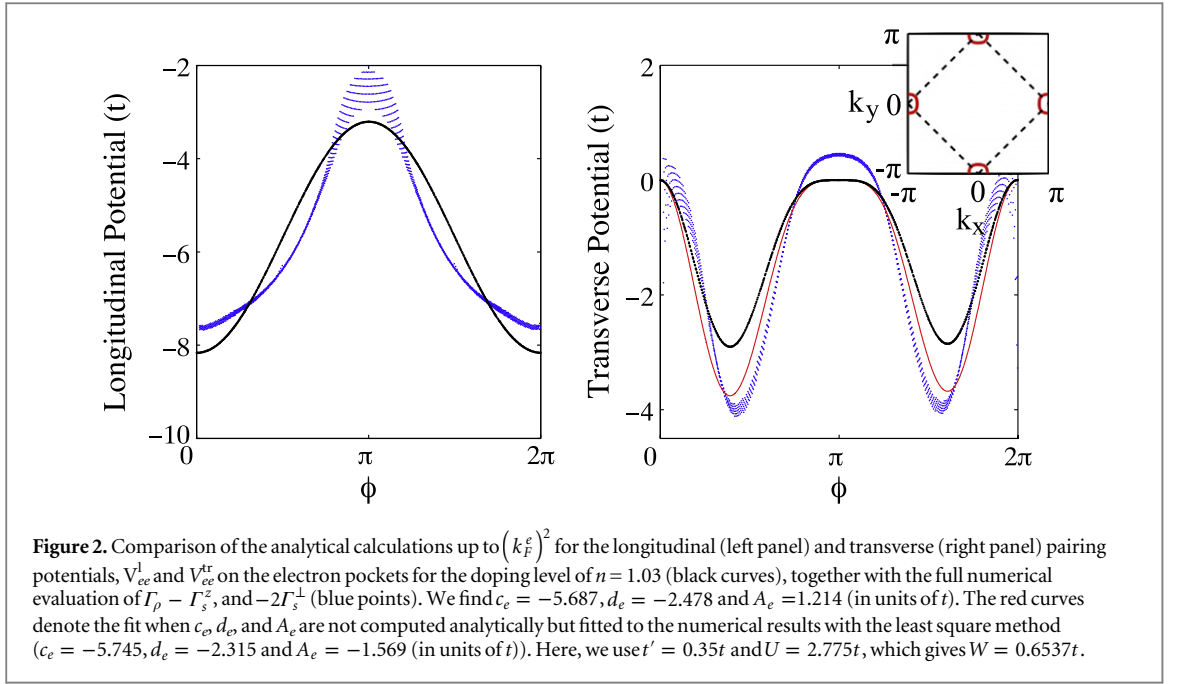 −2
−4
−6
−8
−10
0
π
2π
ϕ
Longitudinal Potential (t)
2
0
−2
−4
0
π
2π
ϕ
Transverse Potential (t)
π
0
-π
-π
0
π
k_y
k_x
Figure 2. Comparison of the analytical calculations up to (k_F^e)^2 for the longitudinal (left panel) and transverse (right panel) pairing
potentials, V_{ee}^l and V_{ee}^{tr} on the electron pockets for the doping level of n = 1.03 (black curves), together with the full numerical
evaluation of Γ_ρ − Γ_s^z, and −2Γ_s^⊥ (blue points). We find c_e = −5.687, d_e = −2.478 and A_e =1.214 (in units of t). The red curves
denote the fit when c_e, d_e, and A_e are not computed analytically but fitted to the numerical results with the least square method
(c_e = −5.745, d_e = −2.315 and A_e = −1.569 (in units of t)). Here, we use t′ = 0.35t and U = 2.775t, which gives W = 0.6537t.